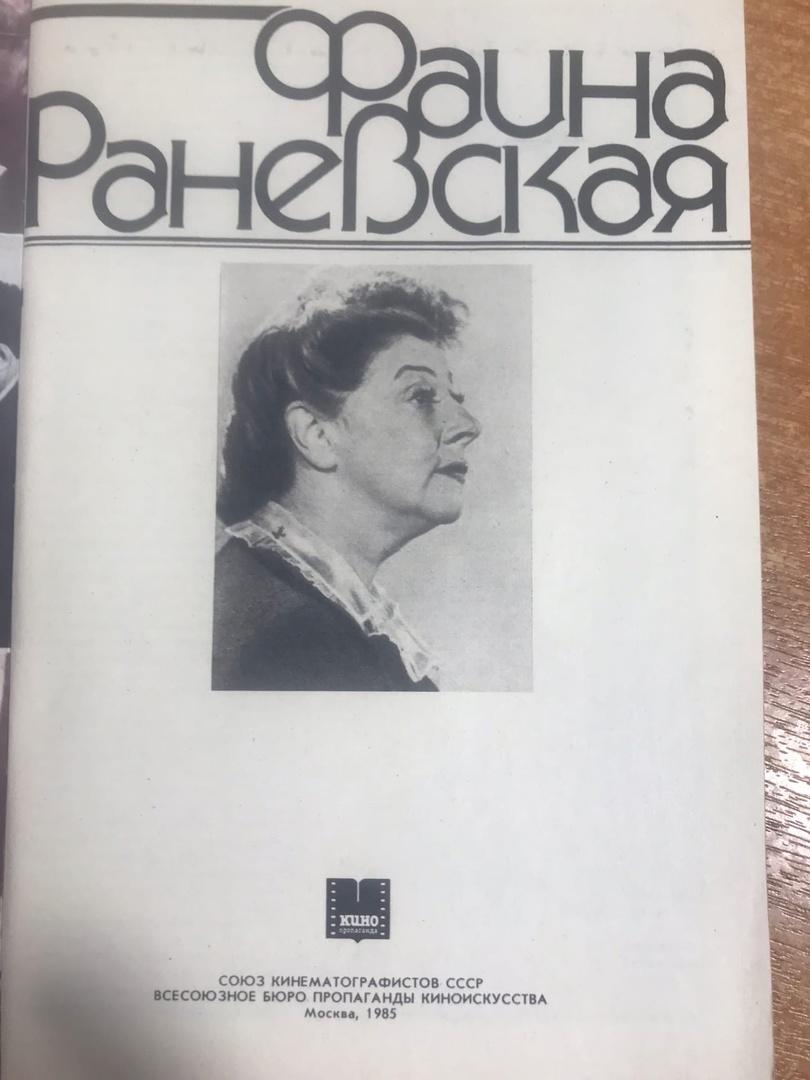 Фаина
Раневская
кино
пропаганда
СОЮЗ КИНЕМАТОГРАФИСТОВ СССР
ВСЕСОЮЗНОЕ БЮРО ПРОПАГАНДЫ КИНОИСКУССТВА
Москва, 1985